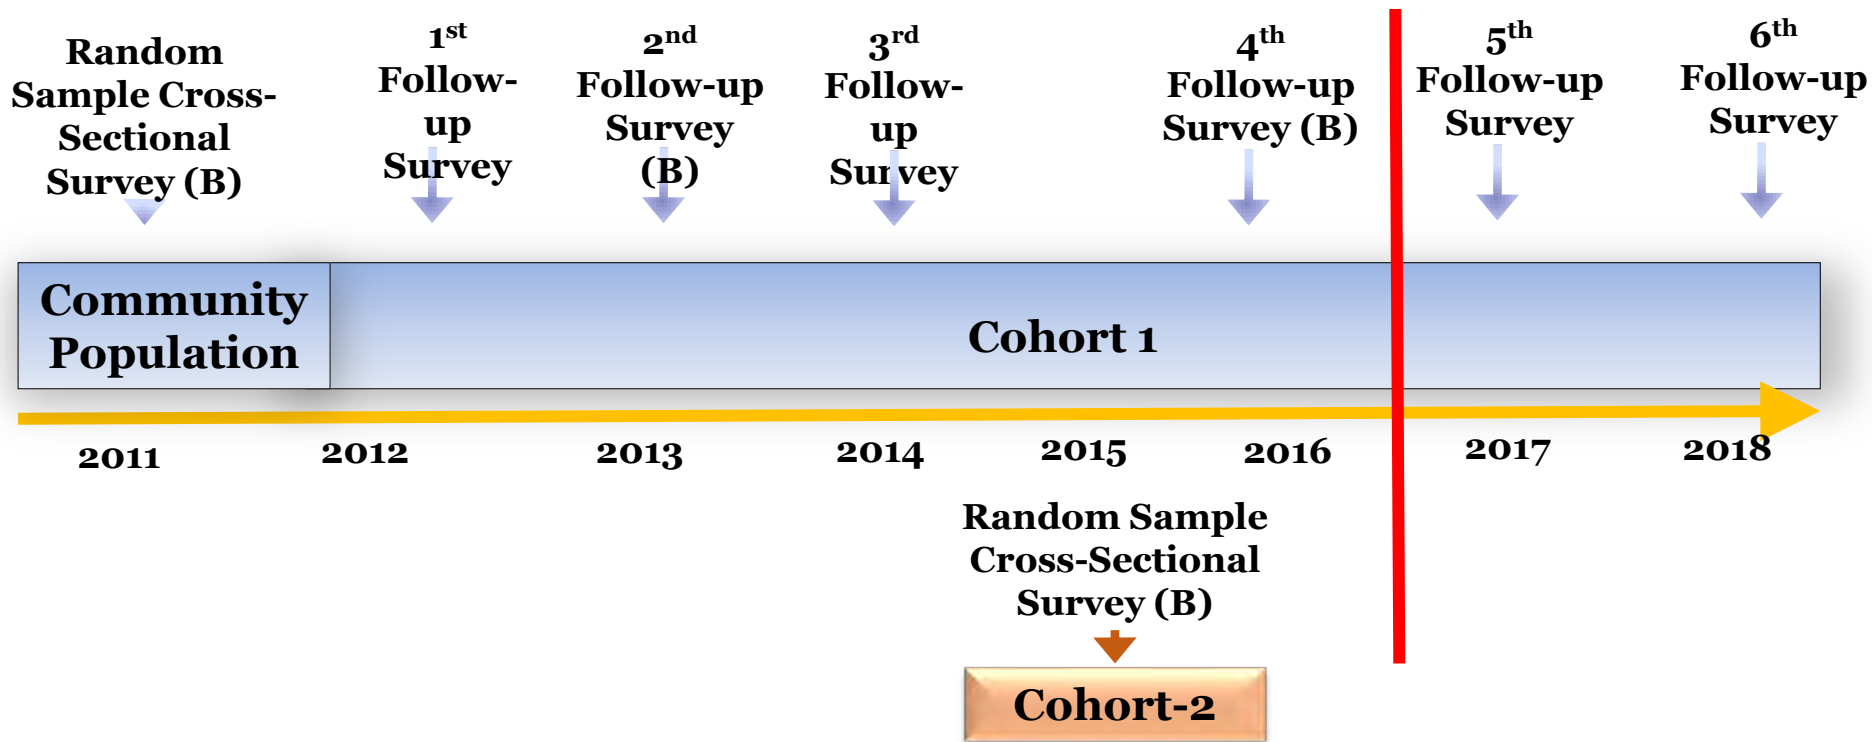 Random
Sample Cross-
Sectional
Survey (B)
1st
Follow-
up
Survey
2nd
Follow-up
Survey
(B)
3rd
Follow-
up
Survey
4th
Follow-up
Survey (B)
5th
Follow-up
Survey
6th
Follow-up
Survey
Community
Population
Cohort 1
2011
2012
2013
2014
2015
2016
2017
2018
Random Sample
Cross-Sectional
Survey (B)
Cohort-2